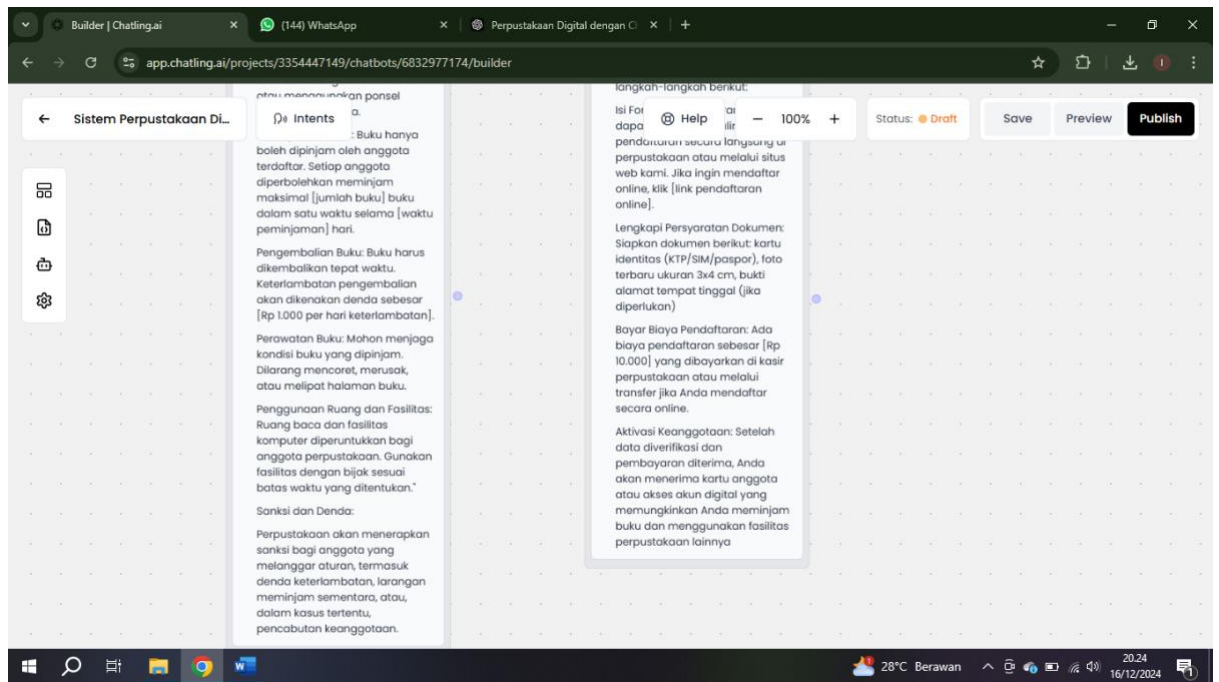 Builder | Chatling.ai
(144) WhatsApp
Perpustakaan Digital dengan C
app.chatling.ai/projects/3354447149/chatbots/6832977174/builder
Sistem Perpustakaan Di...
Intents
Help
100%
Status: Draft
Save
Preview
Publish
atau menggunakan ponsel
: Buku hanya
boleh dipinjam oleh anggota
terdaftar. Setiap anggota
diperbolehkan meminjam
maksimal [jumlah buku] buku
dalam satu waktu selama [waktu
peminjaman] hari.
Pengembalian Buku: Buku harus
dikembalikan tepat waktu.
Keterlambatan pengembalian
akan dikenakan denda sebesar
[Rp 1.000 per hari keterlambatan].
Perawatan Buku: Mohon menjaga
kondisi buku yang dipinjam.
Dilarang mencoret, merusak,
atau melipat halaman buku.
Penggunaan Ruang dan Fasilitas:
Ruang baca dan fasilitas
komputer diperuntukkan bagi
anggota perpustakaan. Gunakan
fasilitas dengan bijak sesuai
batas waktu yang ditentukan."
Sanksi dan Denda:
Perpustakaan akan menerapkan
sanksi bagi anggota yang
melanggar aturan, termasuk
denda keterlambatan, larangan
meminjam sementara, atau,
dalam kasus tertentu,
pencabutan keanggotaan.
langkah-langkah berikut:
Isi For
dapa
pendaftaran secara langsung di
perpustakaan atau melalui situs
web kami. Jika ingin mendaftar
online, klik [link pendaftaran
online].
Lengkapi Persyaratan Dokumen:
Siapkan dokumen berikut: kartu
identitas (KTP/SIM/paspor), foto
terbaru ukuran 3x4 cm, bukti
alamat tempat tinggal (jika
diperlukan)
Bayar Biaya Pendaftaran: Ada
biaya pendaftaran sebesar [Rp
10.000] yang dibayarkan di kasir
perpustakaan atau melalui
transfer jika Anda mendaftar
secara online.
Aktivasi Keanggotaan: Setelah
data diverifikasi dan
pembayaran diterima, Anda
akan menerima kartu anggota
atau akses akun digital yang
memungkinkan Anda meminjam
buku dan menggunakan fasilitas
perpustakaan lainnya
28°C Berawan
20.24
16/12/2024